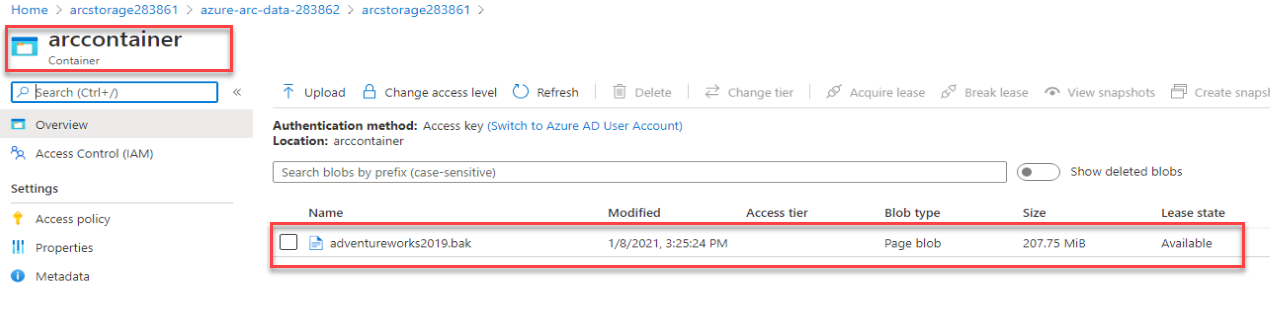 Home > arcstorage283861 > azure-arc-data-283862 > arcstorage283861 >
arccontainer
Container
Search (Ctrl+/)
«
Upload Change access level Refresh Delete Change tier Acquire lease Break lease View snapshots Create snaps
Overview
Access Control (IAM)
Settings
Access policy
Properties
Metadata
Authentication method: Access key (Switch to Azure AD User Account)
Location: arccontainer
Search blobs by prefix (case-sensitive)
Show deleted blobs
Name Modified Access tier Blob type Size Lease state
adventureworks2019.bak 1/8/2021, 3:25:24 PM Page blob 207.75 MiB Available